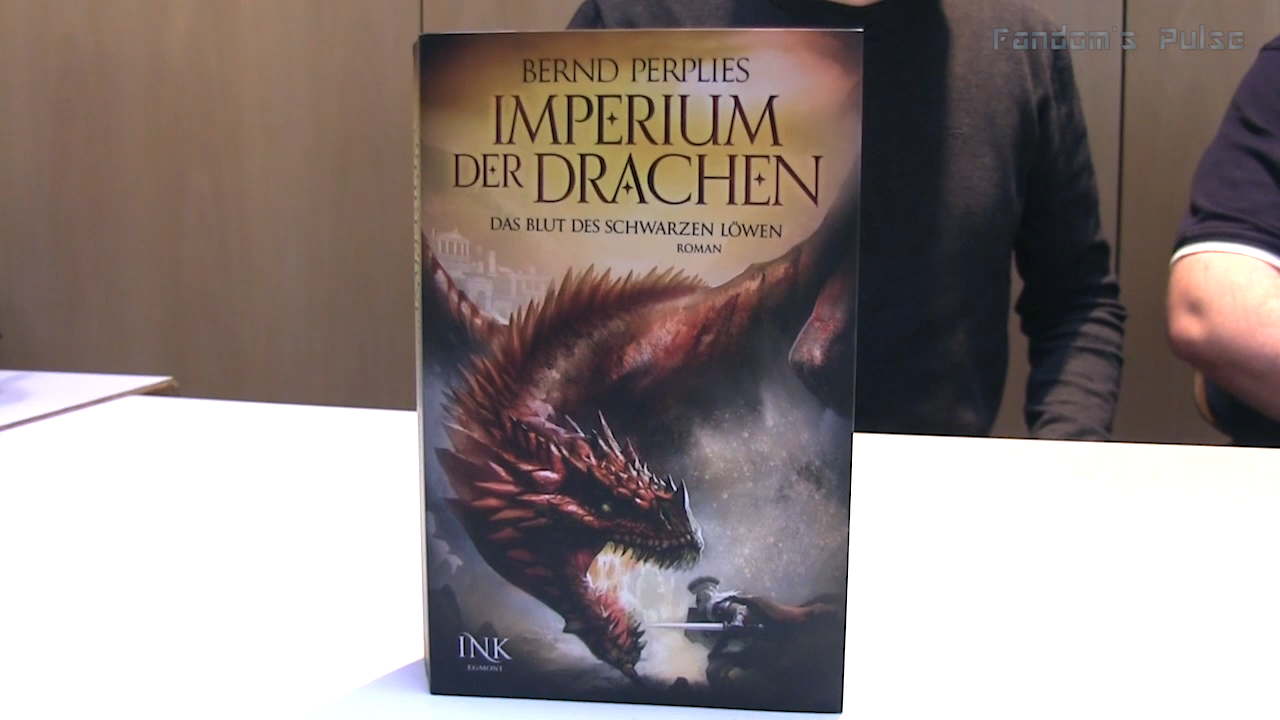 Fandom's Pulse
BERND PERPLIES
IMPERIUM
DER DRACHEN
DAS BLUT DES SCHWARZEN LÖWEN
ROMAN
INK
EGMONT